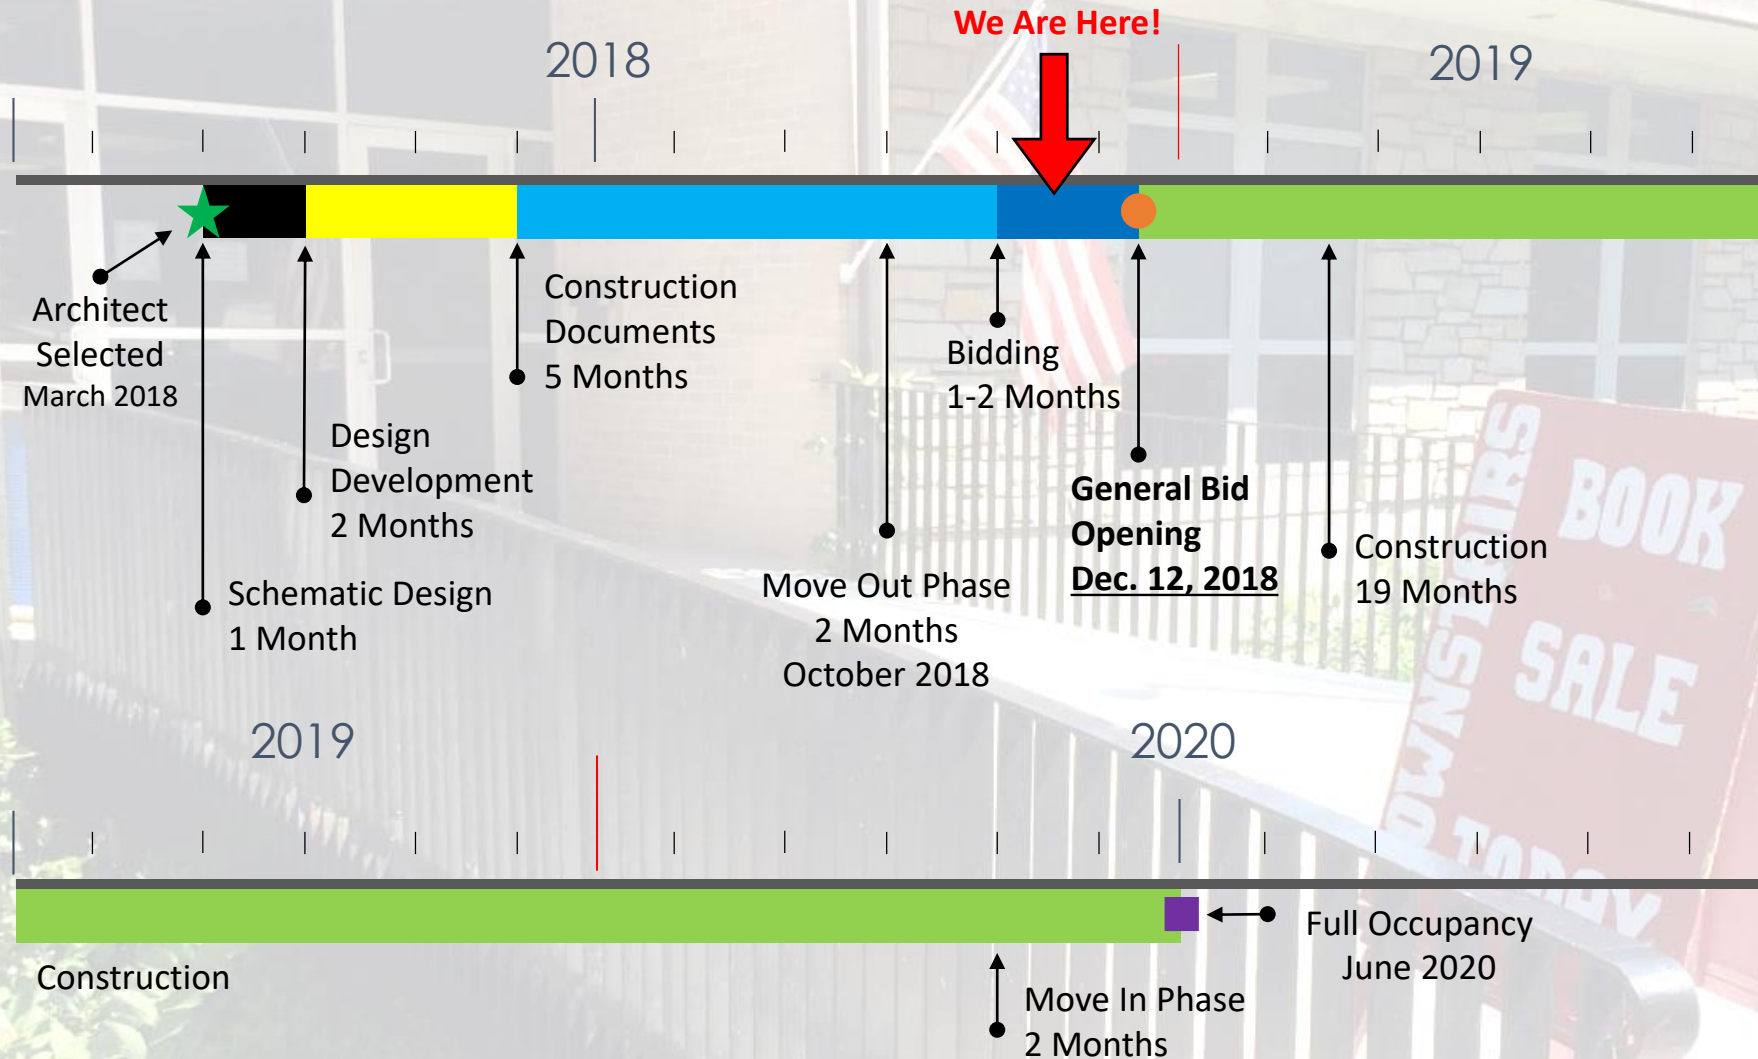 We Are Here!
2018
2019
Architect
Selected
March 2018
Construction
Documents
5 Months
Design
Development
2 Months
Schematic Design
1 Month
Bidding
1-2 Months
Move Out Phase
2 Months
October 2018
General Bid
Opening
Dec. 12, 2018
Construction
19 Months
DOWNSTAIRS
BOOK
SALE
TODAY
2019
2020
Construction
Move In Phase
2 Months
Full Occupancy
June 2020